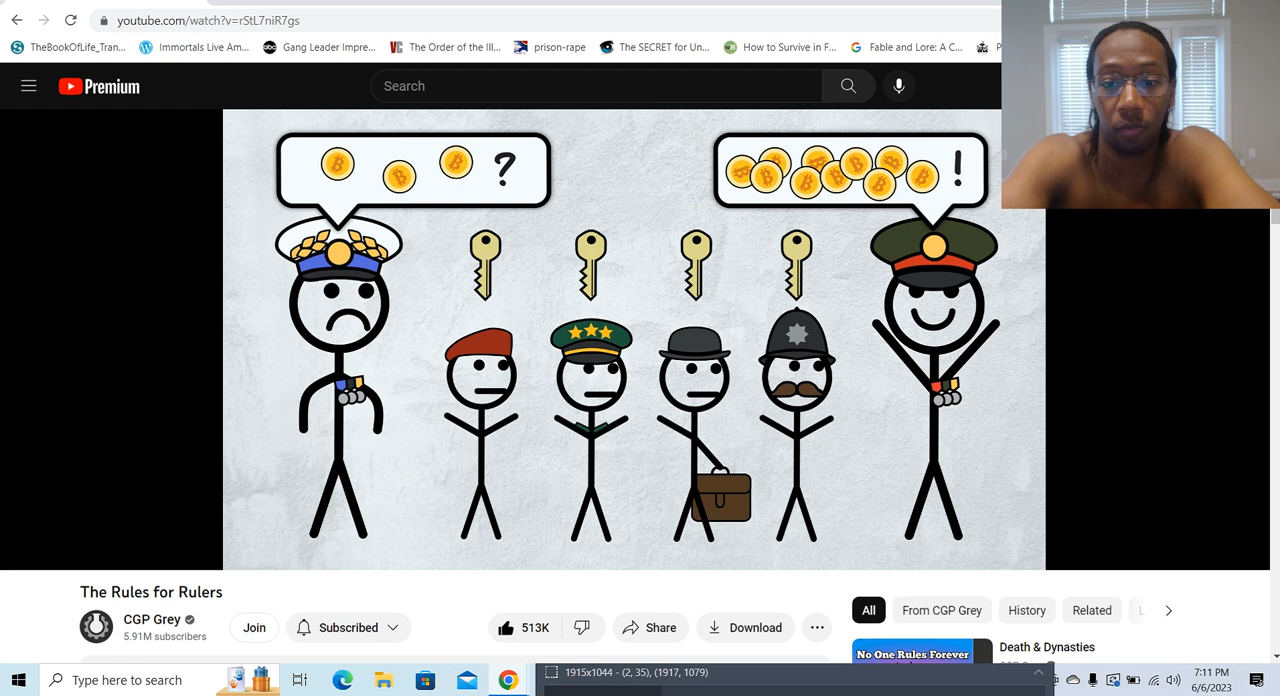 youtube.com/watch?v=rStL7niR7gs
TheBookOfLife_Tran... Immortals Live Am... abc Gang Leader Impre... VC The Order of the Ill... prison-rape The SECRET for Un... How to Survive in F... Fable and Lore: A C... P
Premium
Search
?
!
The Rules for Rulers
CGP Grey
5.91M subscribers
Join
Subscribed
513K
Share
Download
All
From CGP Grey
History
Related
No One Rules Forever
Death & Dynasties
Type here to search
1915x1044 - (2, 35), (1917, 1079)
7:11 PM
6/6/2023